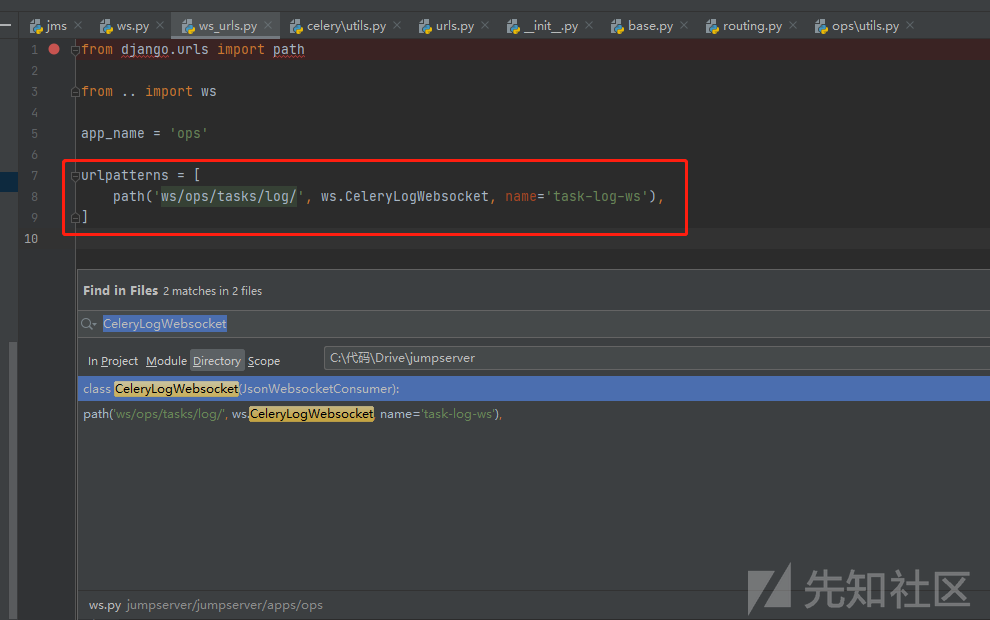 jms ws.py ws_urls.py celery\utils.py urls.py __init__.py base.py routing.py ops\utils.py
1 from django.urls import path
2
3 from .. import ws
4
5 app_name = 'ops'
6
7 urlpatterns = [
8 path('ws/ops/tasks/log/', ws.CeleryLogWebsocket, name='task-log-ws'),
9 ]
10
Find in Files 2 matches in 2 files
CeleryLogWebsocket
In Project Module Directory Scope C:\代码\Drive\jumpserver
class CeleryLogWebsocket(JsonWebsocketConsumer):
path('ws/ops/tasks/log/', ws.CeleryLogWebsocket, name='task-log-ws'),
ws.py jumpserver/jumpserver/apps/ops
先知社区